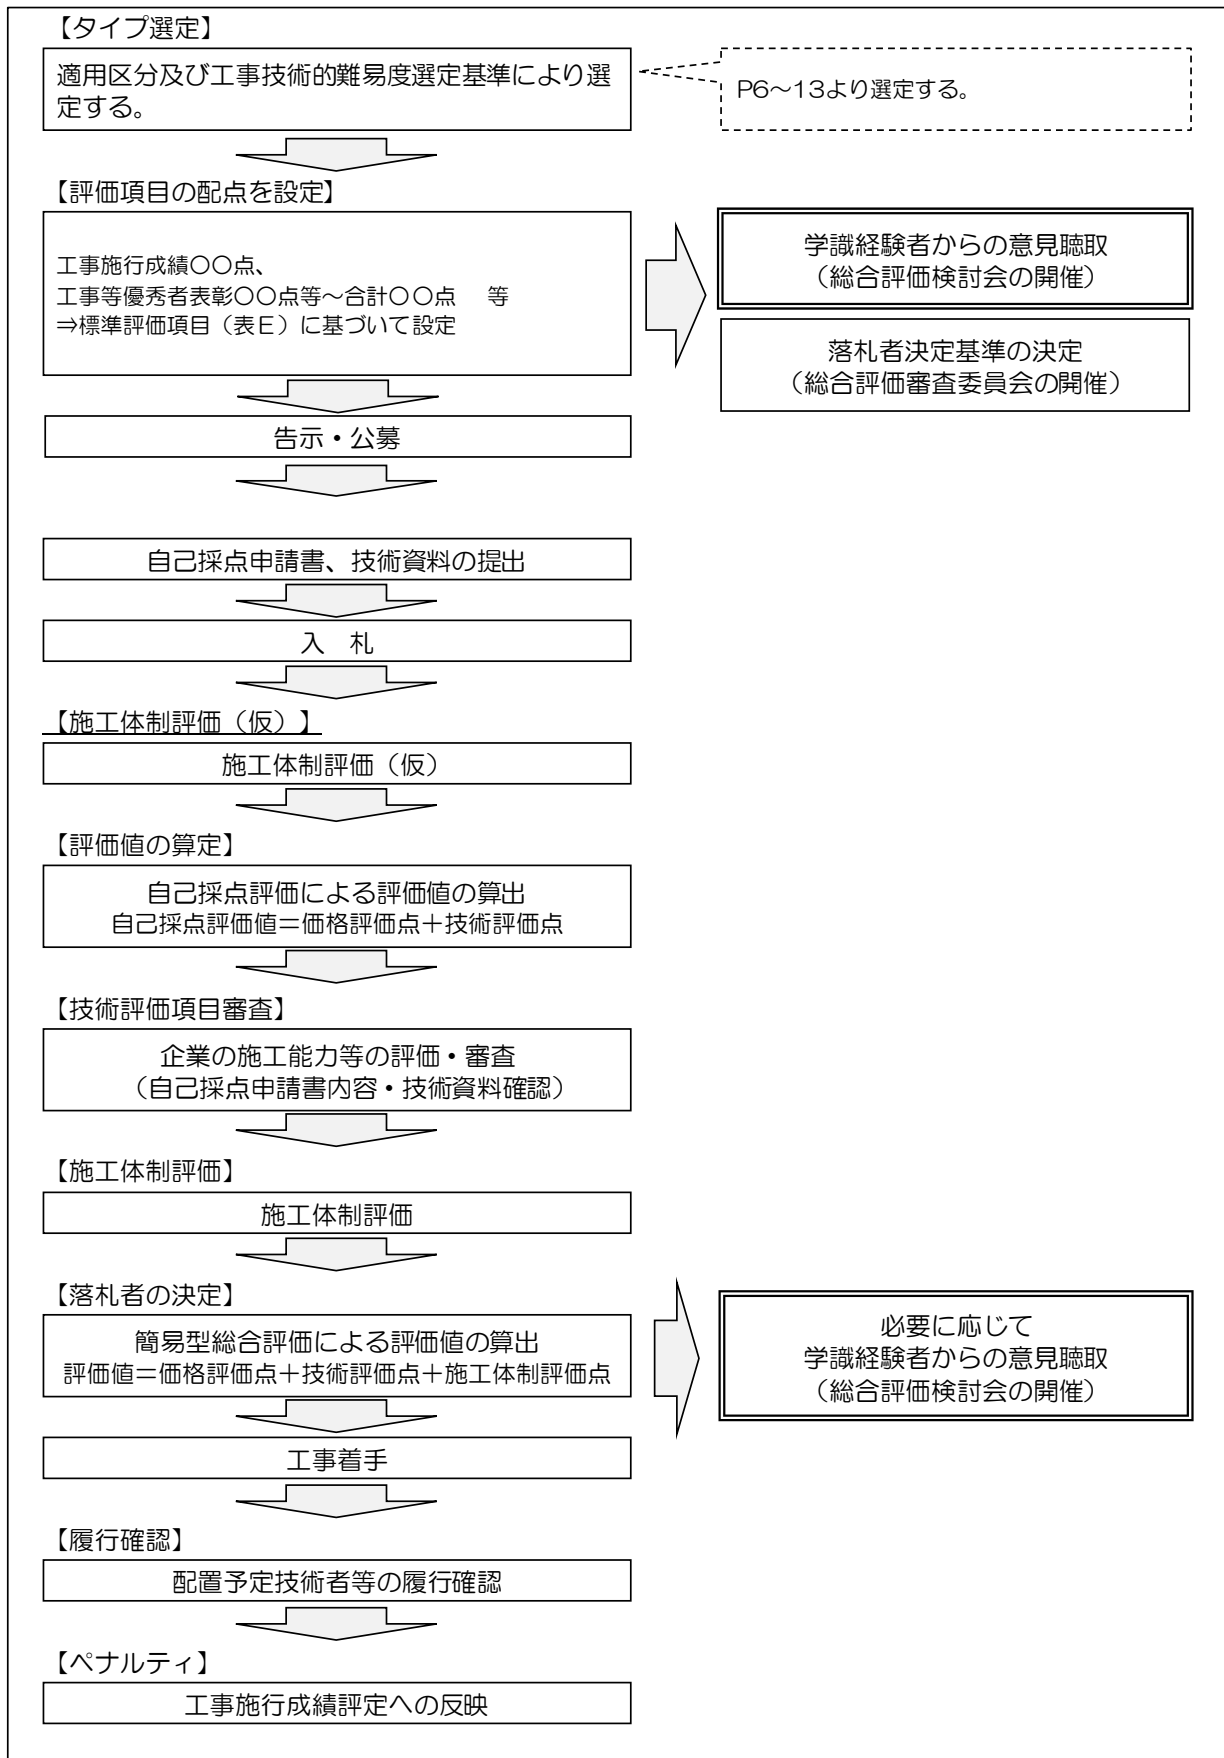 【タイプ選定】
適用区分及び工事技術的難易度選定基準により選
定する。
P6～13より選定する。
【評価項目の配点を設定】
工事施行成績〇〇点、
工事等優秀者表彰〇〇点等～合計〇〇点　等
⇒標準評価項目（表Ｅ）に基づいて設定
学識経験者からの意見聴取
（総合評価検討会の開催）
落札者決定基準の決定
（総合評価審査委員会の開催）
告示・公募
自己採点申請書、技術資料の提出
入　札
【施工体制評価（仮）】
施工体制評価（仮）
【評価値の算定】
自己採点評価による評価値の算出
自己採点評価値＝価格評価点＋技術評価点
【技術評価項目審査】
企業の施工能力等の評価・審査
（自己採点申請書内容・技術資料確認）
【施工体制評価】
施工体制評価
【落札者の決定】
簡易型総合評価による評価値の算出
評価値＝価格評価点＋技術評価点＋施工体制評価点
必要に応じて
学識経験者からの意見聴取
（総合評価検討会の開催）
工事着手
【履行確認】
配置予定技術者等の履行確認
【ペナルティ】
工事施行成績評定への反映